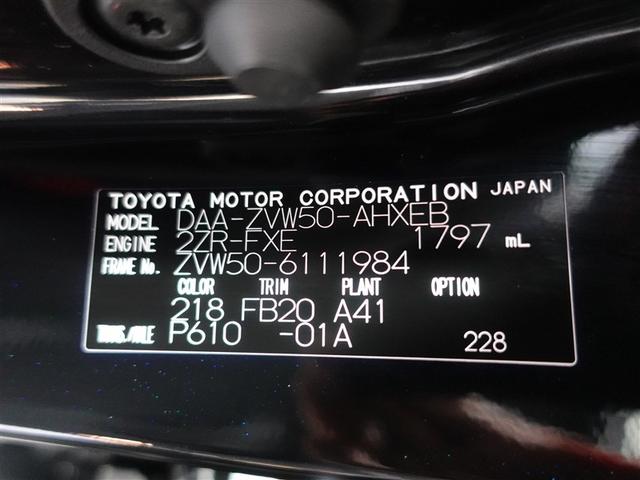 TOYOTA MOTOR CORPORATION JAPAN
MODEL DAA-ZVW50-AHXEB
ENGINE 2ZR-FXE 1797 mL
FRAME No. ZVW50-6111984
COLOR TRIM PLANT OPTION
218 FB20 A41
TRANS./AXLE P610 -01A 228